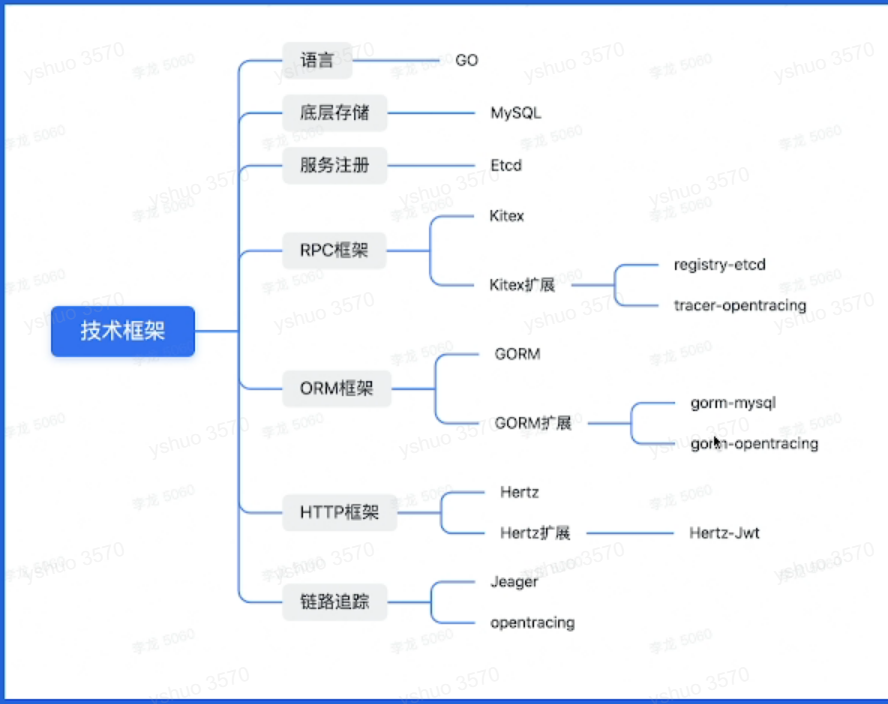 技术框架
语言
GO
底层存储
MySQL
服务注册
Etcd
RPC框架
Kitex
Kitex扩展
registry-etcd
tracer-opentracing
ORM框架
GORM
GORM扩展
gorm-mysql
gorm-opentracing
HTTP框架
Hertz
Hertz扩展
Hertz-Jwt
链路追踪
Jeager
opentracing
yshuo 3570
李龙 5060